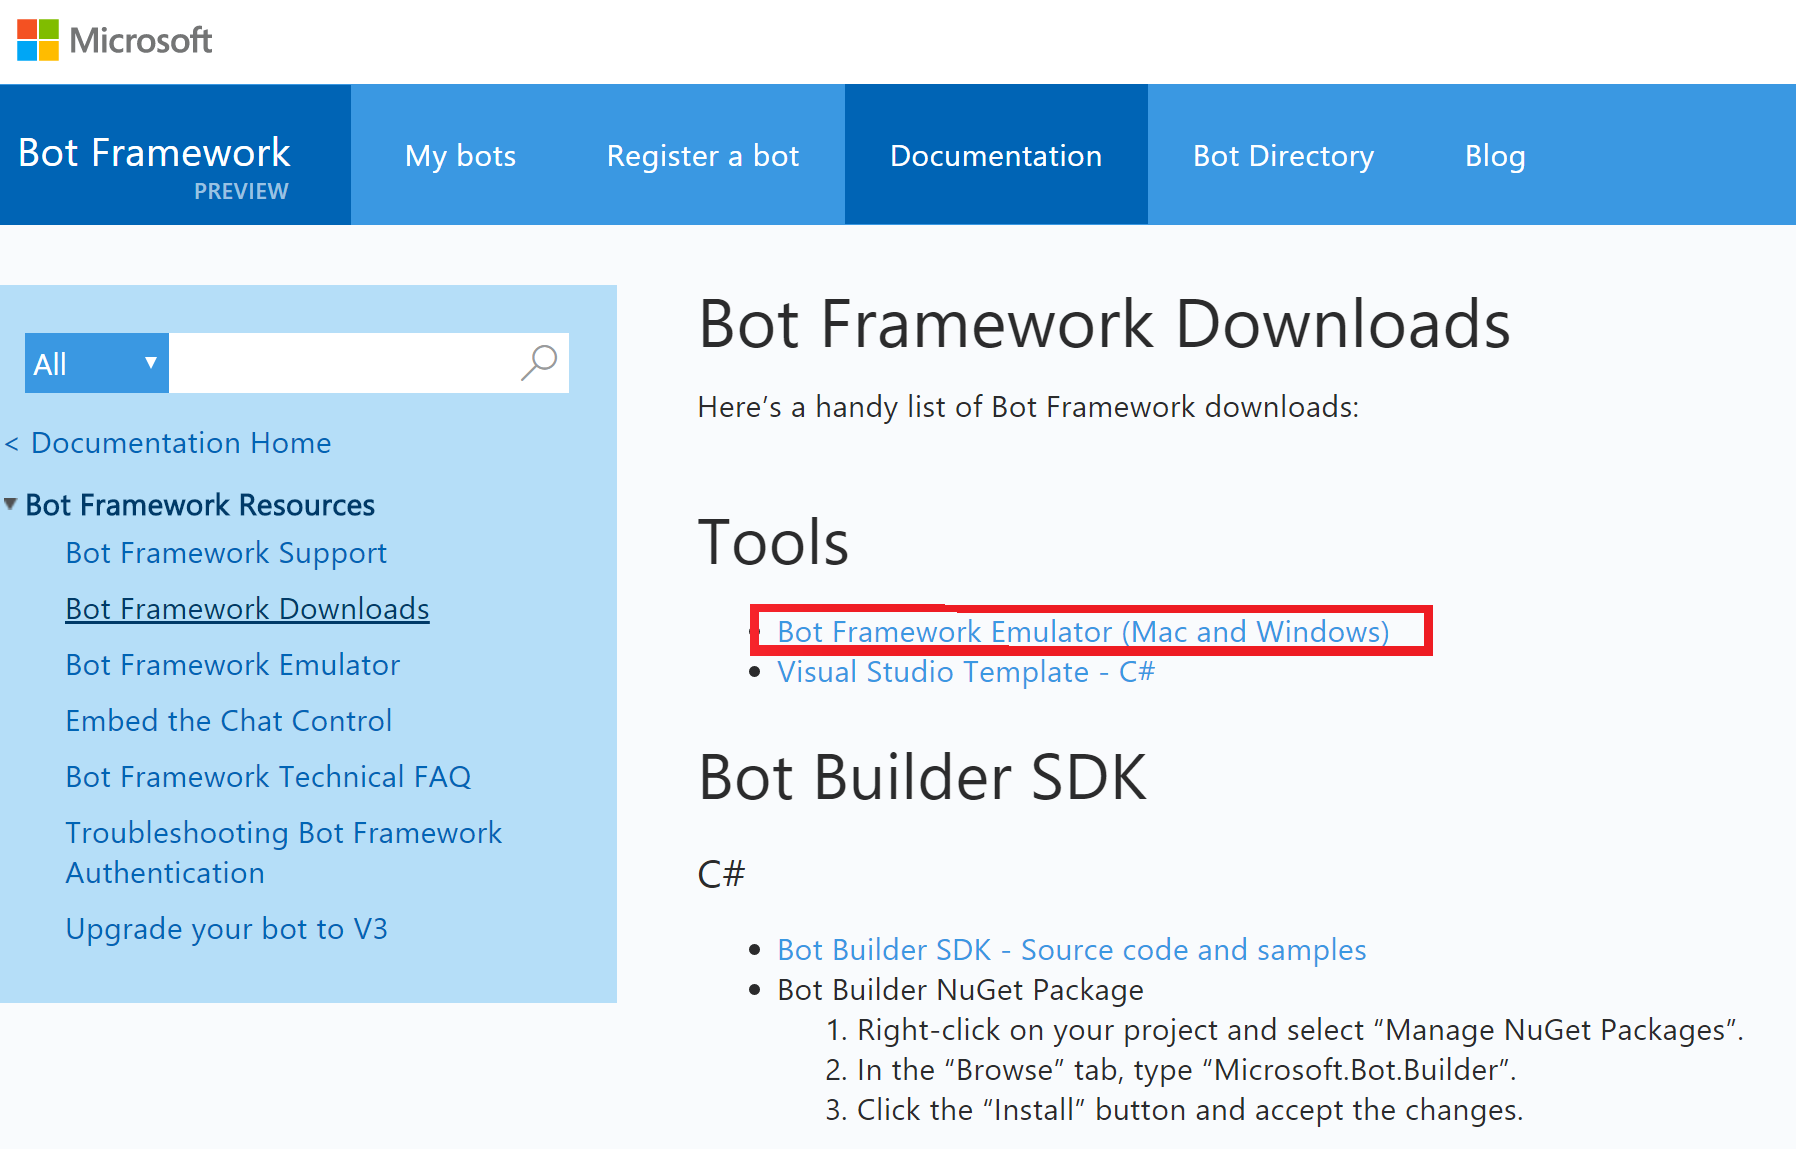 Microsoft
Bot Framework
PREVIEW
My bots
Register a bot
Documentation
Bot Directory
Blog
All
< Documentation Home
Bot Framework Resources
Bot Framework Support
Bot Framework Downloads
Bot Framework Emulator
Embed the Chat Control
Bot Framework Technical FAQ
Troubleshooting Bot Framework
Authentication
Upgrade your bot to V3
Bot Framework Downloads
Here’s a handy list of Bot Framework downloads:
Tools
Bot Framework Emulator (Mac and Windows)
Visual Studio Template - C#
Bot Builder SDK
C#
Bot Builder SDK - Source code and samples
Bot Builder NuGet Package
1. Right-click on your project and select “Manage NuGet Packages”.
2. In the “Browse” tab, type “Microsoft.Bot.Builder”.
3. Click the “Install” button and accept the changes.